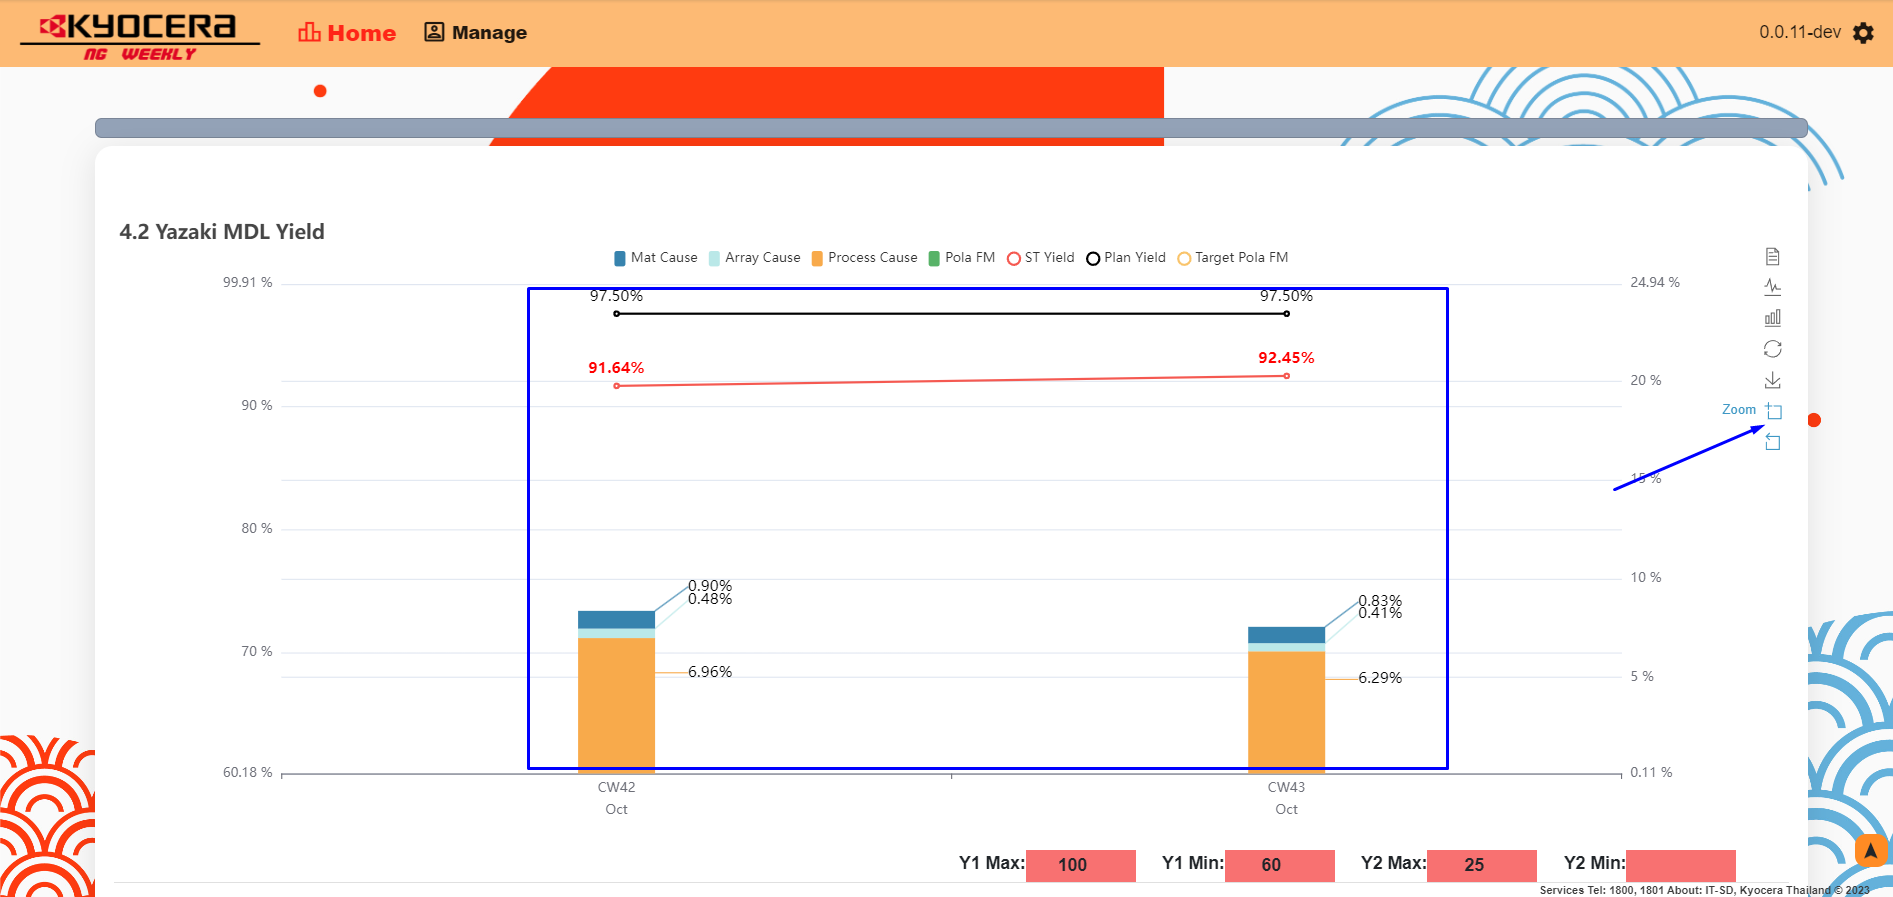 KYOCERA
NG WEEKLY
Home
Manage
0.0.11-dev
4.2 Yazaki MDL Yield
Mat Cause
Array Cause
Process Cause
Pola FM
ST Yield
Plan Yield
Target Pola FM
99.91 %
24.94 %
97.50%
97.50%
91.64%
92.45%
20 %
90 %
Zoom
15 %
80 %
10 %
0.90%
0.48%
0.83%
0.41%
70 %
6.96%
6.29%
5 %
60.18 %
0.11 %
CW42
Oct
CW43
Oct
Y1 Max: 100
Y1 Min: 60
Y2 Max: 25
Y2 Min:
Services Tel: 1800, 1801 About: IT-SD, Kyocera Thailand © 2023